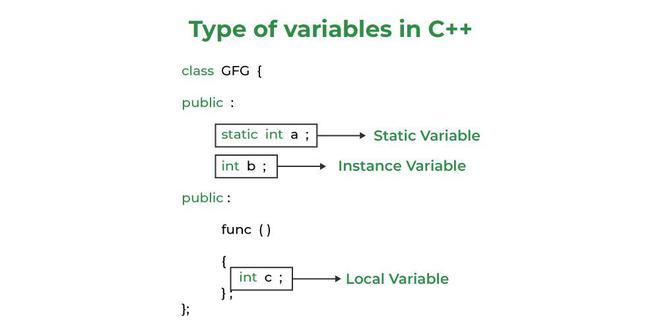 Type of variables in C++
class GFG {
public :
static int a ; Static Variable
int b ; Instance Variable
public :
func ()
{
int c ; Local Variable
} ;
};